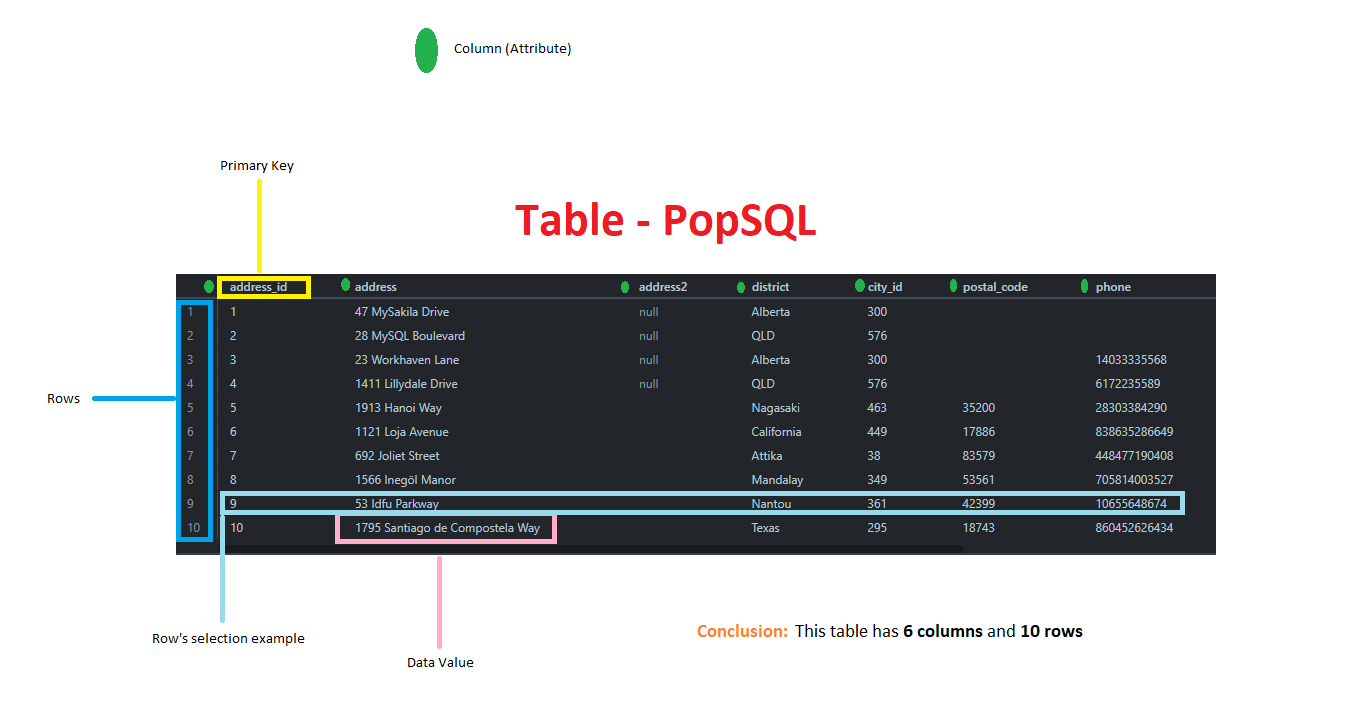 Column (Attribute)
Primary Key
Table - PopSQL
address_id address address2 district city_id postal_code phone
1 1 47 MySakila Drive null Alberta 300
2 2 28 MySQL Boulevard null QLD 576
3 3 23 Workhaven Lane null Alberta 300 14033335568
4 4 1411 Lillydale Drive null QLD 576 6172235589
Rows
5 5 1913 Hanoi Way Nagasaki 463 35200 28303384290
6 6 1121 Loja Avenue California 449 17886 838635286649
7 7 692 Joliet Street Attika 38 83579 448477190408
8 8 1566 Inegöl Manor Mandalay 349 53561 705814003527
9 9 53 Idfu Parkway Nantou 361 42399 10655648674
10 10 1795 Santiago de Compostela Way Texas 295 18743 860452626434
Row's selection example
Conclusion: This table has 6 columns and 10 rows
Data Value